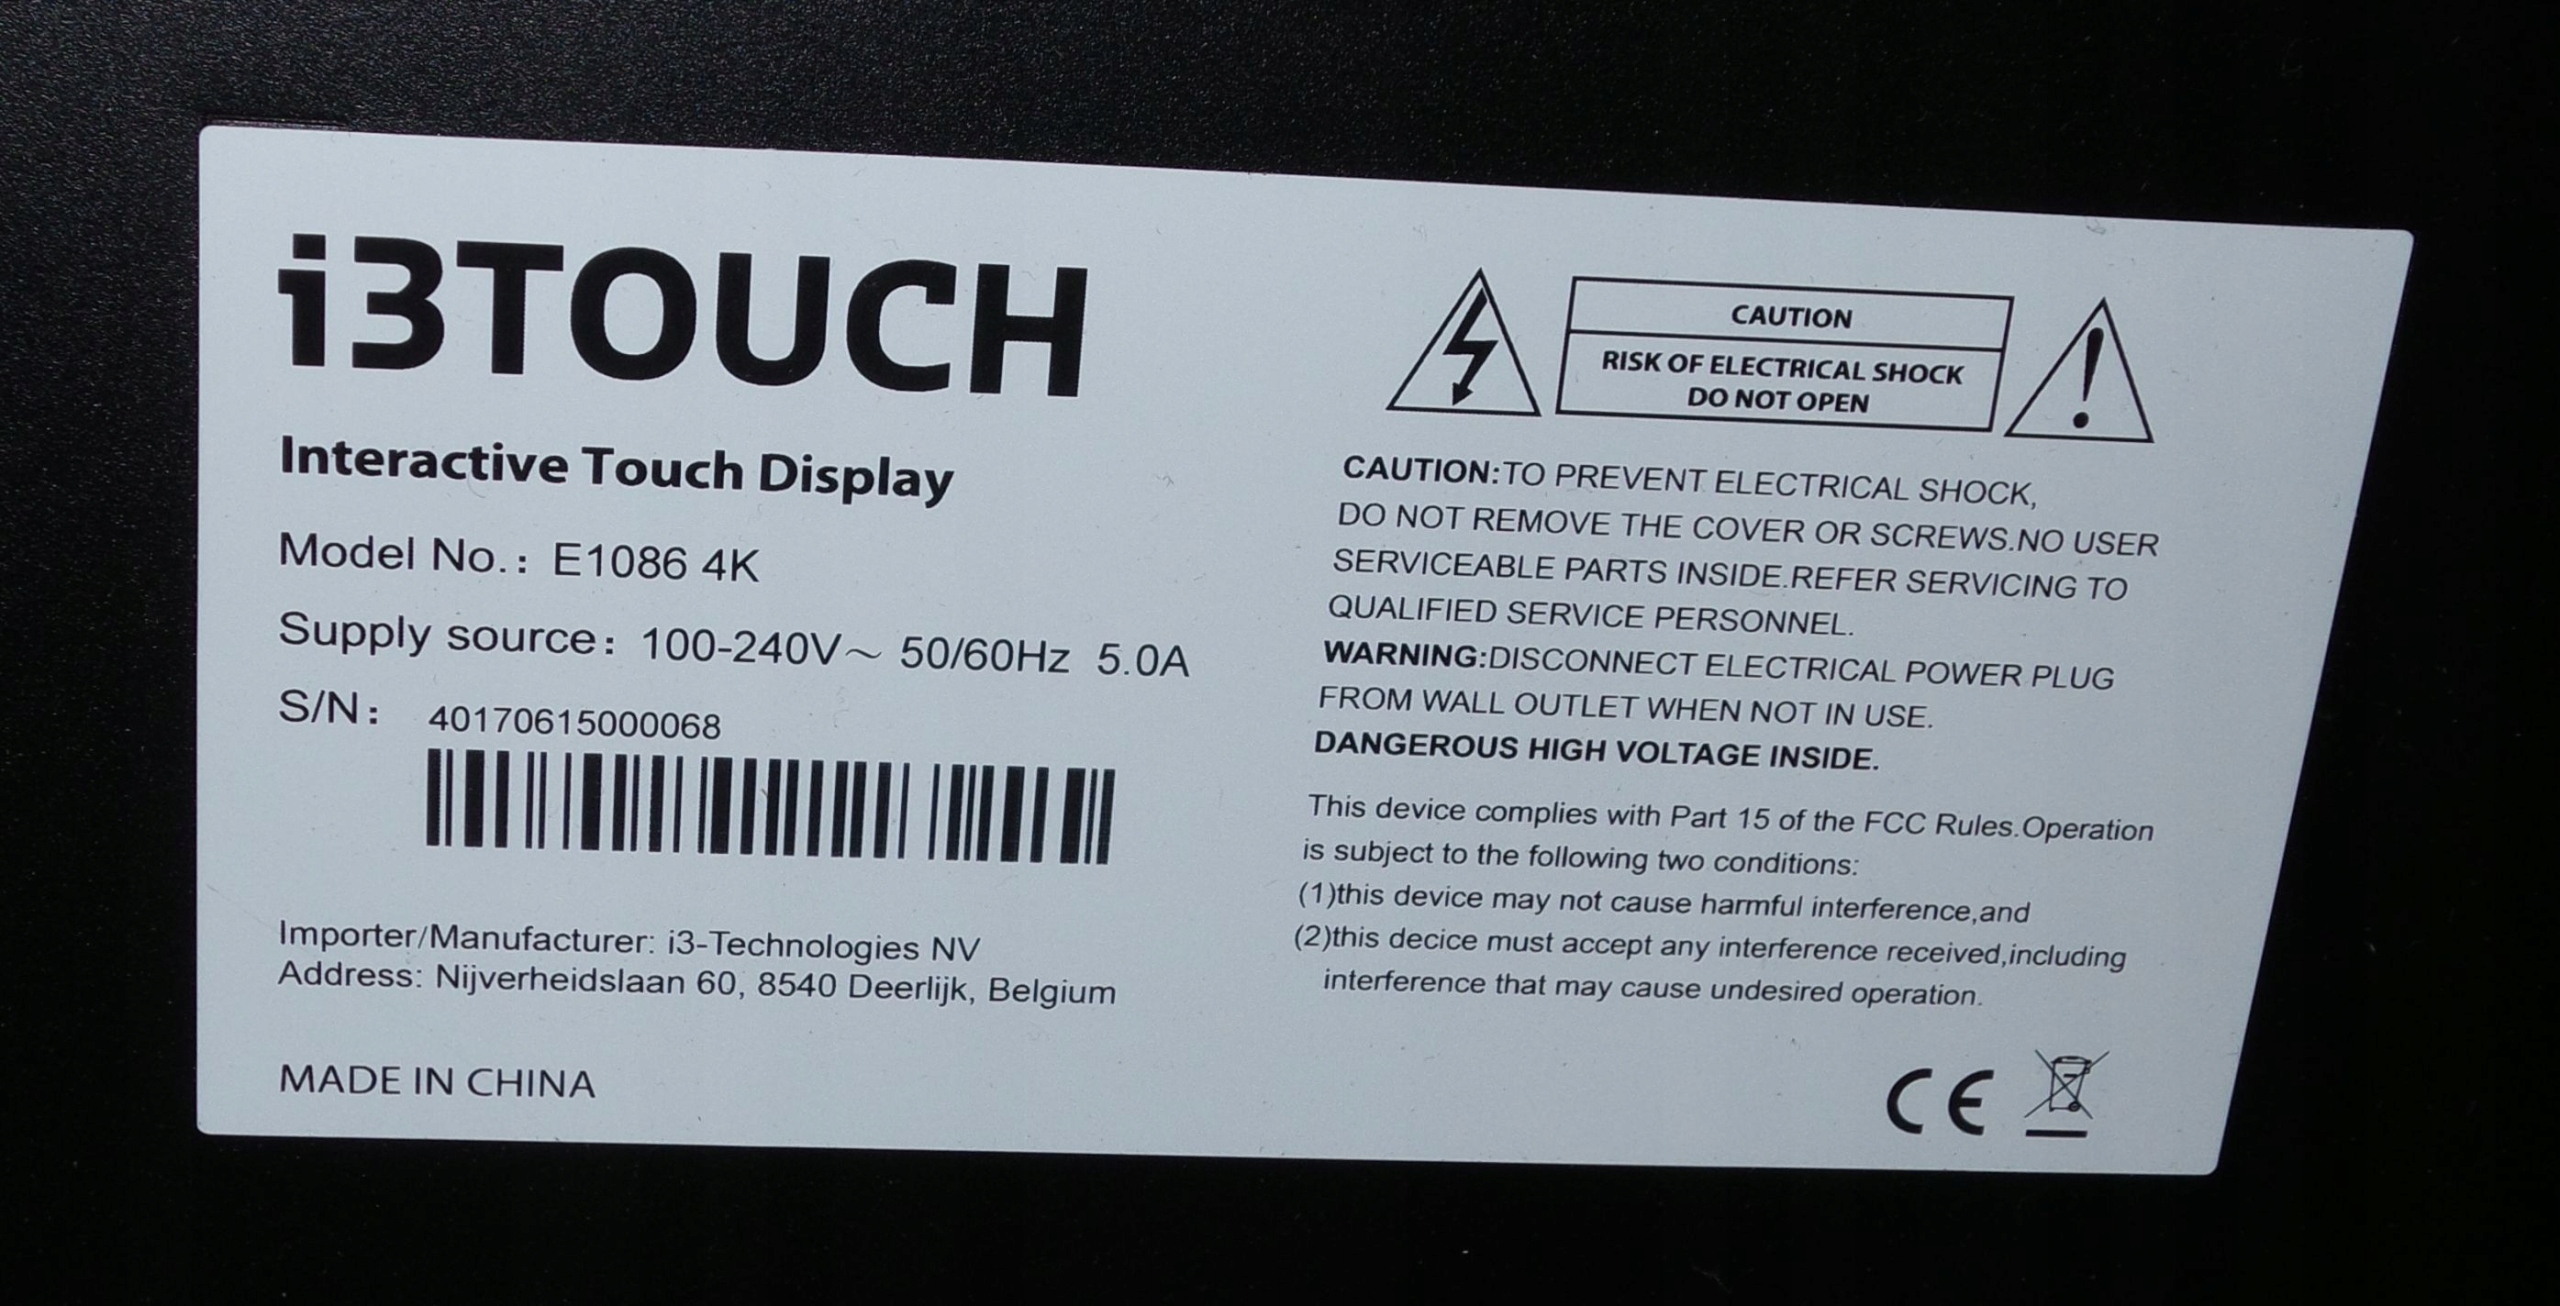 i3TOUCH
Interactive Touch Display
Model No.: E1086 4K
Supply source: 100-240V~ 50/60Hz 5.0A
S/N: 40170615000068
Importer/Manufacturer: i3-Technologies NV
Address: Nijverheidslaan 60, 8540 Deerlijk, Belgium
MADE IN CHINA
CAUTION
RISK OF ELECTRICAL SHOCK
DO NOT OPEN
CAUTION:TO PREVENT ELECTRICAL SHOCK,
DO NOT REMOVE THE COVER OR SCREWS.NO USER
SERVICEABLE PARTS INSIDE.REFER SERVICING TO
QUALIFIED SERVICE PERSONNEL.
WARNING:DISCONNECT ELECTRICAL POWER PLUG
FROM WALL OUTLET WHEN NOT IN USE.
DANGEROUS HIGH VOLTAGE INSIDE.
This device complies with Part 15 of the FCC Rules.Operation
is subject to the following two conditions:
(1)this device may not cause harmful interference,and
(2)this decice must accept any interference received,including
interference that may cause undesired operation.
CE